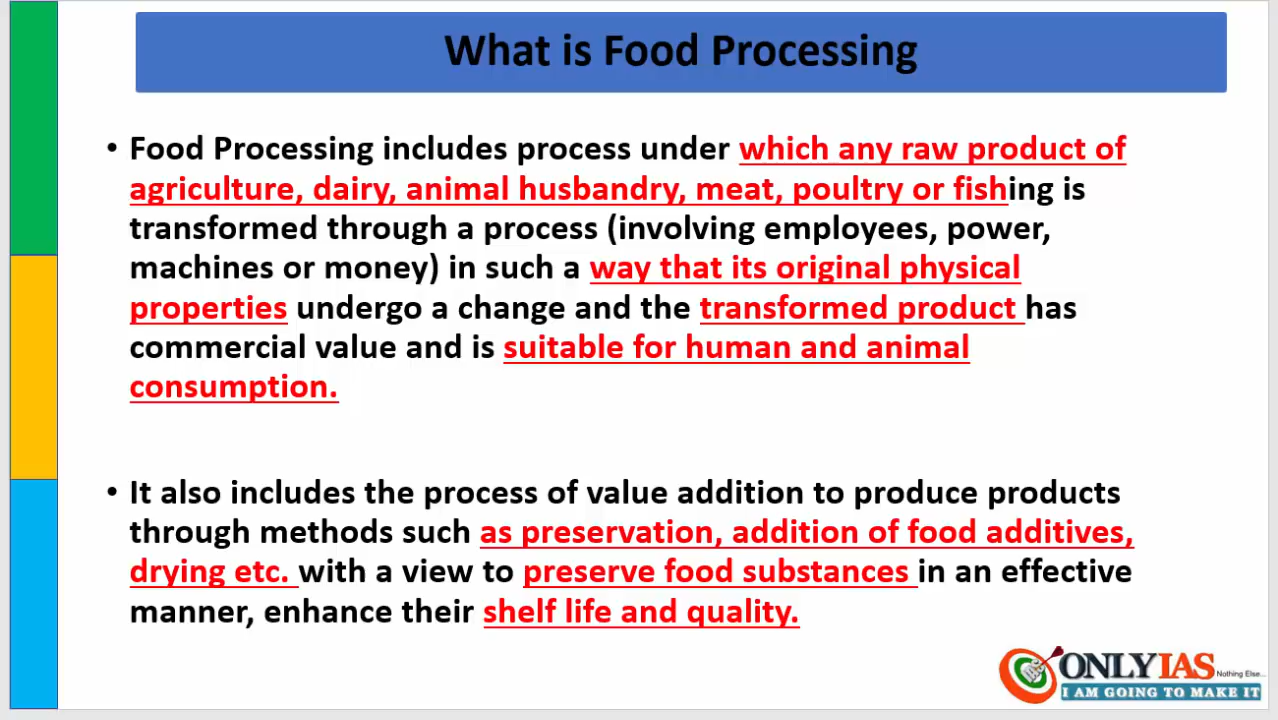 What is Food Processing
• Food Processing includes process under which any raw product of
agriculture, dairy, animal husbandry, meat, poultry or fishing is
transformed through a process (involving employees, power,
machines or money) in such a way that its original physical
properties undergo a change and the transformed product has
commercial value and is suitable for human and animal
consumption.
• It also includes the process of value addition to produce products
through methods such as preservation, addition of food additives,
drying etc. with a view to preserve food substances in an effective
manner, enhance their shelf life and quality.
ONLYIAS
Nothing Else...
I AM GOING TO MAKE IT